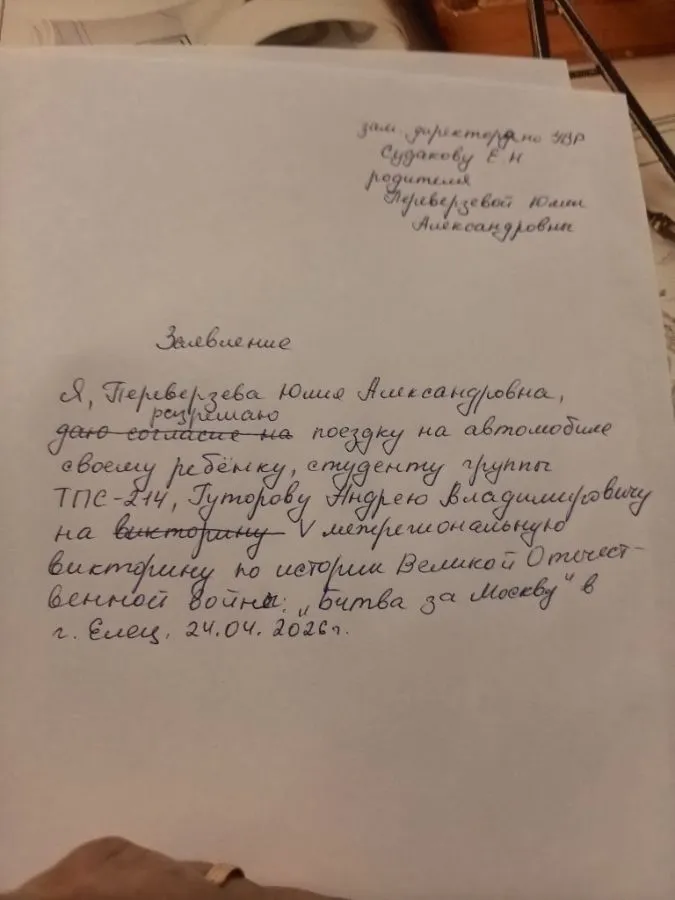 зам. директора по УВР
Судакову Е. Н
родителя
Переверзевой Юлии
Александровны
Заявление
Я, Переверзева Юлия Александровна,
разрешаю
даю согласие на поездку на автомобиле
своему ребёнку, студенту группы
ТПС-214, Гуторову Андрею Владимировичу
на викторину V межрегиональную
викторину по истории Великой Отечест-
венной войны: „Битва за Москву" в
г. Елец. 24.04.2026г.